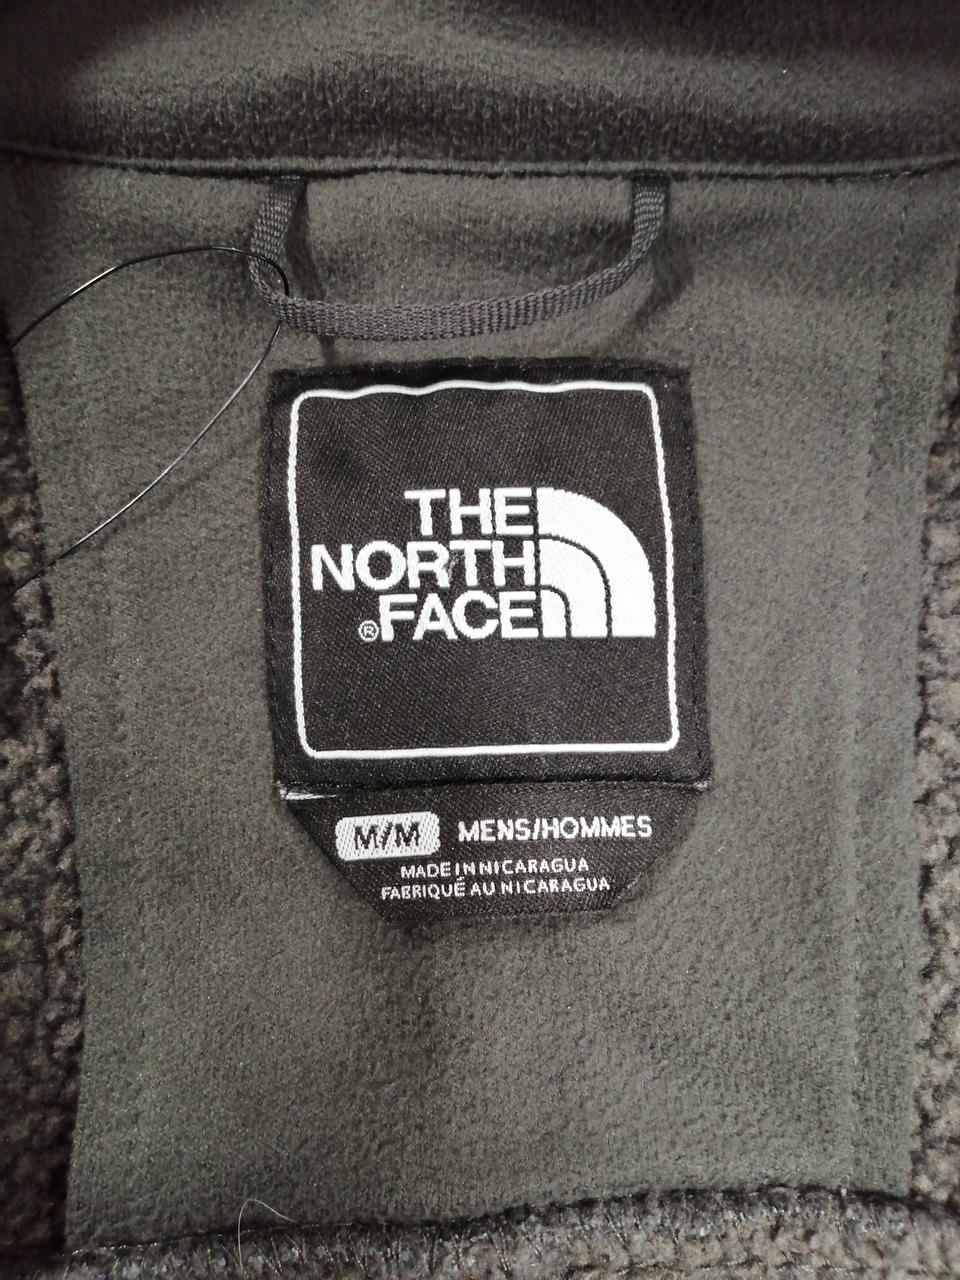 THE
NORTH
®FACE
M/M MENS/HOMMES
MADE IN NICARAGUA
FABRIQUÉ AU NICARAGUA